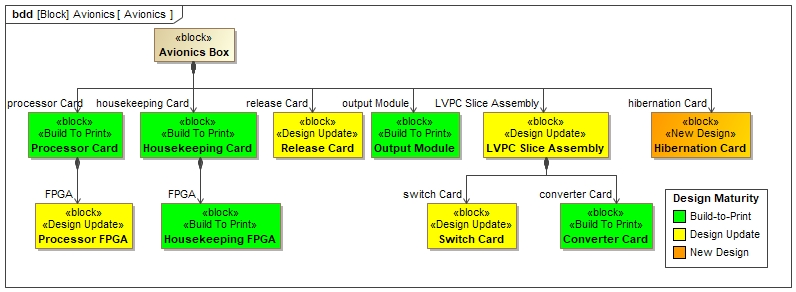 bdd [Block] Avionics [ Avionics ]
«block»
Avionics Box
processor Card
housekeeping Card
release Card
output Module
LVPC Slice Assembly
hibernation Card
«block»
«Build To Print»
Processor Card
«block»
«Build To Print»
Housekeeping Card
«block»
«Design Update»
Release Card
«block»
«Build To Print»
Output Module
«block»
«Design Update»
LVPC Slice Assembly
«block»
«New Design»
Hibernation Card
FPGA
FPGA
switch Card
converter Card
«block»
«Design Update»
Processor FPGA
«block»
«Build To Print»
Housekeeping FPGA
«block»
«Design Update»
Switch Card
«block»
«Build To Print»
Converter Card
Design Maturity
Build-to-Print
Design Update
New Design